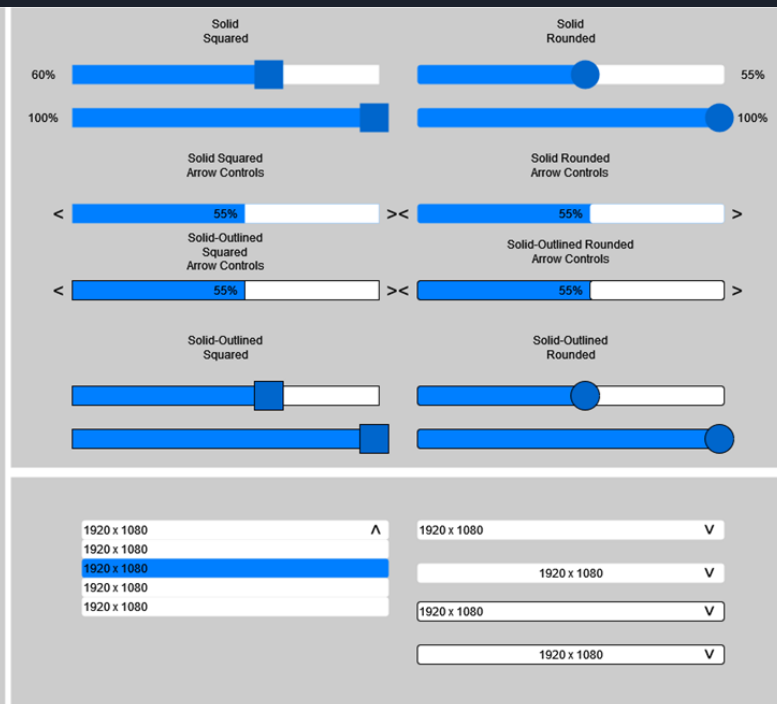 Solid
Squared
Solid
Rounded
60%
55%
100%
100%
Solid Squared
Arrow Controls
Solid Rounded
Arrow Controls
< 55% >
< 55% >
Solid-Outlined
Squared
Arrow Controls
Solid-Outlined Rounded
Arrow Controls
< 55% >
< 55% >
Solid-Outlined
Squared
Solid-Outlined
Rounded
1920 x 1080
1920 x 1080
1920 x 1080
1920 x 1080
1920 x 1080
1920 x 1080
1920 x 1080
1920 x 1080
1920 x 1080